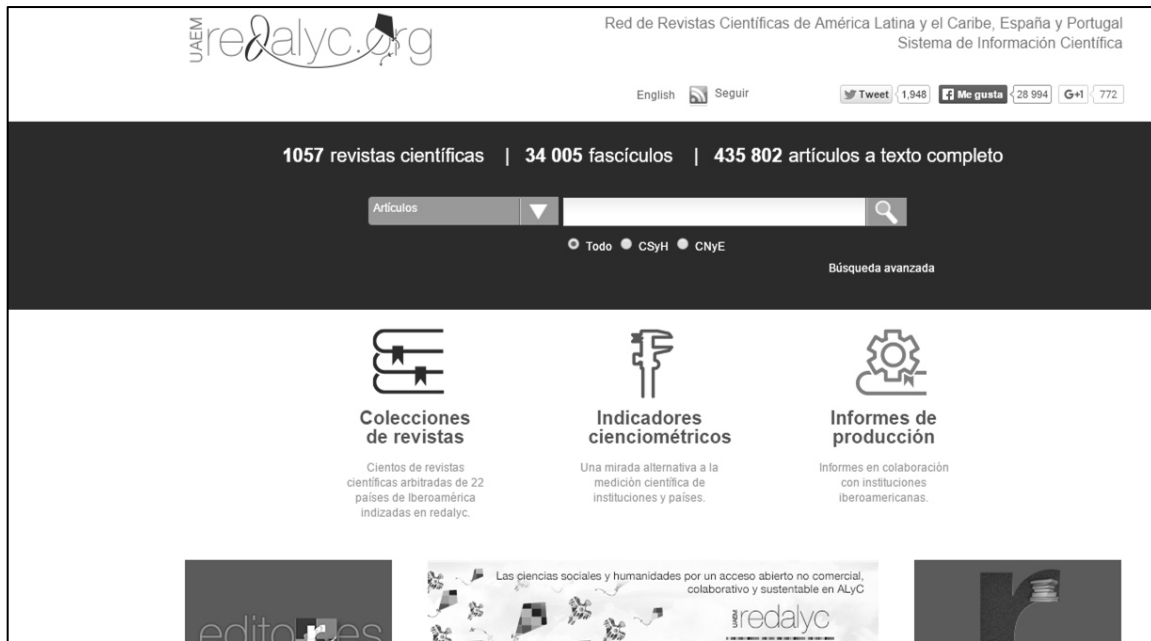 UAEM redalyc.org
Red de Revistas Científicas de América Latina y el Caribe, España y Portugal
Sistema de Información Científica
English Seguir Tweet 1,948 Me gusta 28 994 G+1 772
1057 revistas científicas | 34 005 fascículos | 435 802 artículos a texto completo
Artículos
Todo CSyH CNyE
Búsqueda avanzada
Colecciones
de revistas
Cientos de revistas
científicas arbitradas de 22
países de Iberoamérica
indizadas en redalyc.
Indicadores
cienciométricos
Una mirada alternativa a la
medición científica de
instituciones y países.
Informes de
producción
Informes en colaboración
con instituciones
iberoamericanas.
editores
Las ciencias sociales y humanidades por un acceso abierto no comercial,
colaborativo y sustentable en ALyC
UAEM redalyc
r